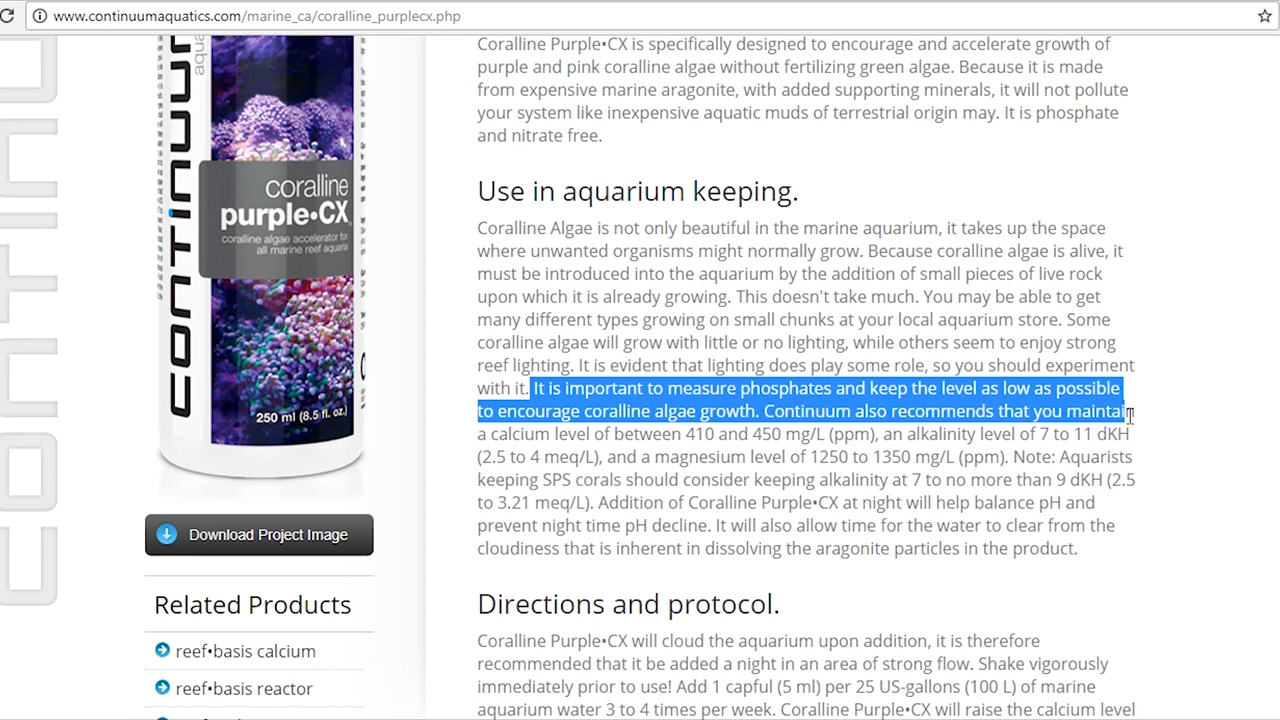 www.continuumaquatics.com/marine_ca/coralline_purplecx.php
CONTINUUM
aqua
coralline
purple•CX
coralline algae accelerator for
all marine reef aquaria
250 ml (8.5 fl. oz.)
Download Project Image
Related Products
reef•basis calcium
reef•basis reactor
Coralline Purple•CX is specifically designed to encourage and accelerate growth of
purple and pink coralline algae without fertilizing green algae. Because it is made
from expensive marine aragonite, with added supporting minerals, it will not pollute
your system like inexpensive aquatic muds of terrestrial origin may. It is phosphate
and nitrate free.
Use in aquarium keeping.
Coralline Algae is not only beautiful in the marine aquarium, it takes up the space
where unwanted organisms might normally grow. Because coralline algae is alive, it
must be introduced into the aquarium by the addition of small pieces of live rock
upon which it is already growing. This doesn't take much. You may be able to get
many different types growing on small chunks at your local aquarium store. Some
coralline algae will grow with little or no lighting, while others seem to enjoy strong
reef lighting. It is evident that lighting does play some role, so you should experiment
with it. It is important to measure phosphates and keep the level as low as possible
to encourage coralline algae growth. Continuum also recommends that you maintain
a calcium level of between 410 and 450 mg/L (ppm), an alkalinity level of 7 to 11 dKH
(2.5 to 4 meq/L), and a magnesium level of 1250 to 1350 mg/L (ppm). Note: Aquarists
keeping SPS corals should consider keeping alkalinity at 7 to no more than 9 dKH (2.5
to 3.21 meq/L). Addition of Coralline Purple•CX at night will help balance pH and
prevent night time pH decline. It will also allow time for the water to clear from the
cloudiness that is inherent in dissolving the aragonite particles in the product.
Directions and protocol.
Coralline Purple•CX will cloud the aquarium upon addition, it is therefore
recommended that it be added a night in an area of strong flow. Shake vigorously
immediately prior to use! Add 1 capful (5 ml) per 25 US-gallons (100 L) of marine
aquarium water 3 to 4 times per week. Coralline Purple•CX will raise the calcium level